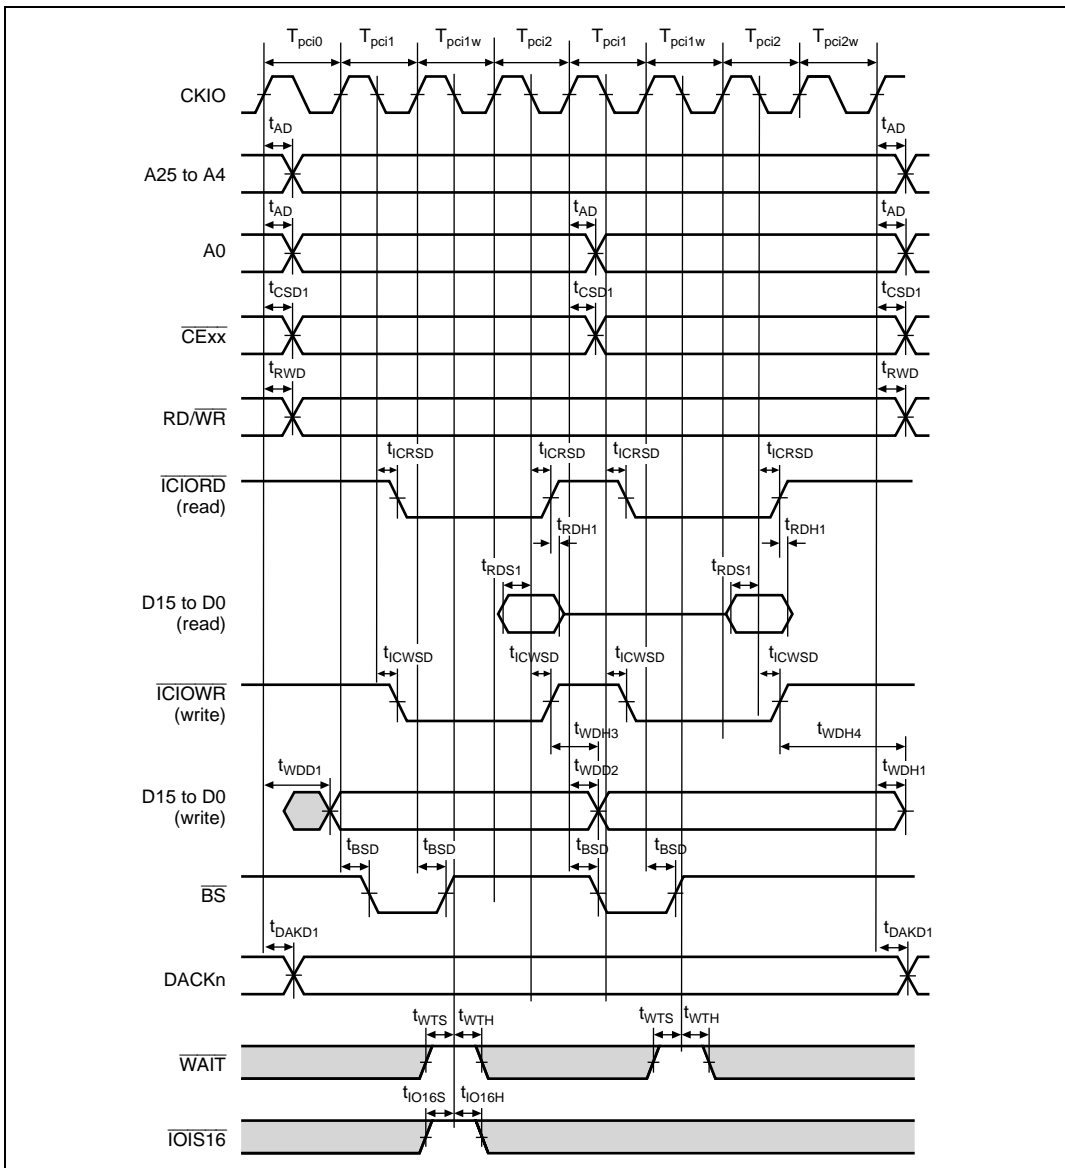 Tpci0 Tpci1 Tpci1w Tpci2 Tpci1 Tpci1w Tpci2 Tpci2w
CKIO
tAD tAD
A25 to A4
tAD tAD tAD
A0
tCSD1 tCSD1 tCSD1
CExx
tRWD tRWD
RD/WR
tICRSD tICRSD tICRSD tICRSD
ICIORD
(read)
tRDH1 tRDH1
tRDS1 tRDS1
D15 to D0
(read)
tICWSD tICWSD tICWSD tICWSD
ICIOWR
(write)
tWDH3 tWDH4
tWDD1 tWDD2 tWDH1
D15 to D0
(write)
tBSD tBSD tBSD tBSD
BS
tDAKD1 tDAKD1
DACKn
tWTS tWTH tWTS tWTH
WAIT
tIO16S tIO16H
IOIS16